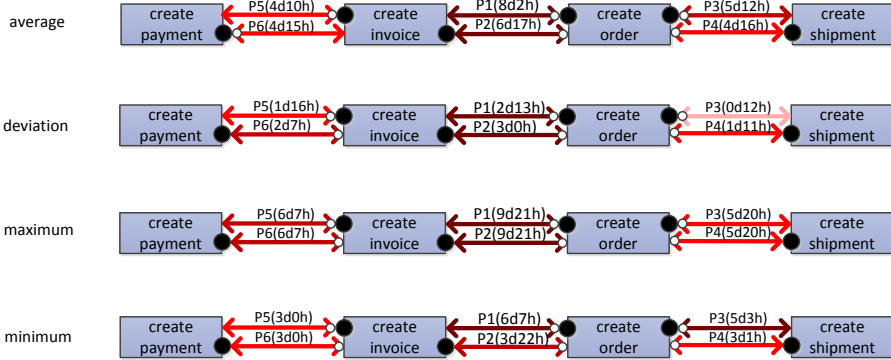 average
create payment
P5(4d10h)
P6(4d15h)
create invoice
P1(8d2h)
P2(6d17h)
create order
P3(5d12h)
P4(4d16h)
create shipment
deviation
create payment
P5(1d16h)
P6(2d7h)
create invoice
P1(2d13h)
P2(3d0h)
create order
P3(0d12h)
P4(1d11h)
create shipment
maximum
create payment
P5(6d7h)
P6(6d7h)
create invoice
P1(9d21h)
P2(9d21h)
create order
P3(5d20h)
P4(5d20h)
create shipment
minimum
create payment
P5(3d0h)
P6(3d0h)
create invoice
P1(6d7h)
P2(3d22h)
create order
P3(5d3h)
P4(3d1h)
create shipment